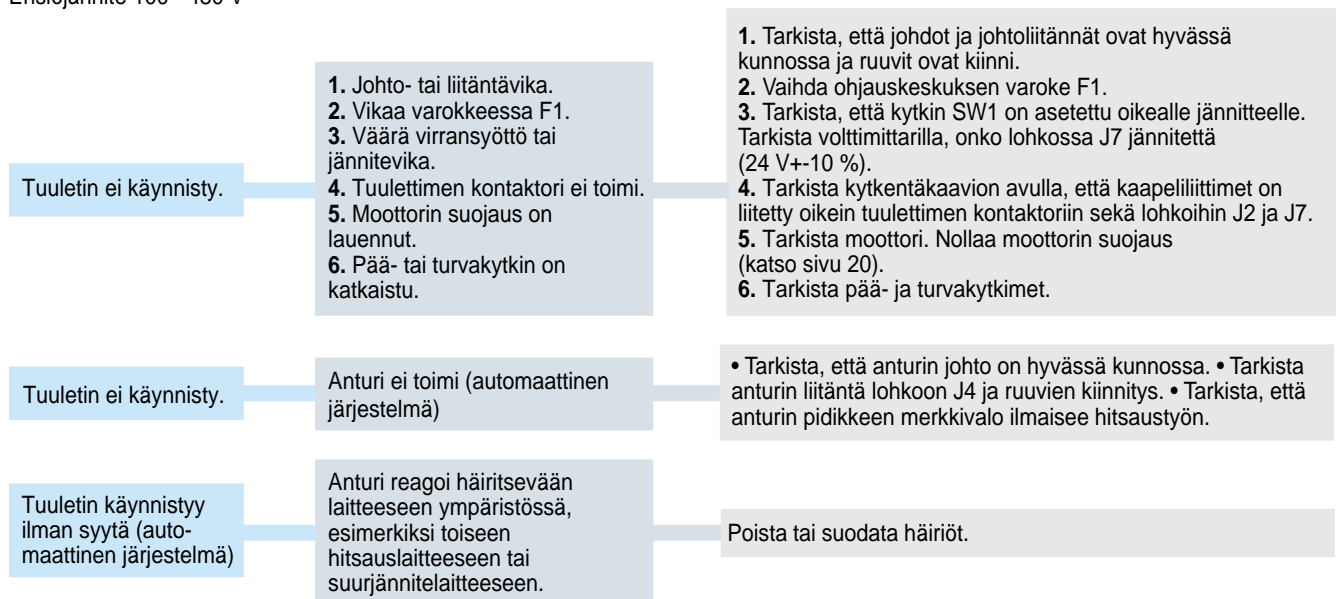 Tuuletin ei käynnisty.
1. Johto- tai liitäntävika.
2. Vikaa varokkeessa F1.
3. Väärä virransyöttö tai
jännitevika.
4. Tuulettimen kontaktori ei toimi.
5. Moottorin suojaus on
lauennut.
6. Pää- tai turvakytkin on
katkaistu.
1. Tarkista, että johdot ja johtoliitännät ovat hyvässä
kunnossa ja ruuvit ovat kiinni.
2. Vaihda ohjauskeskuksen varoke F1.
3. Tarkista, että kytkin SW1 on asetettu oikealle jännitteelle.
Tarkista volttimittarilla, onko lohkossa J7 jännitettä
(24 V+-10 %).
4. Tarkista kytkentäkaavion avulla, että kaapeliliittimet on
liitetty oikein tuulettimen kontaktoriin sekä lohkoihin J2 ja J7.
5. Tarkista moottori. Nollaa moottorin suojaus
(katso sivu 20).
6. Tarkista pää- ja turvakytkimet.
Tuuletin ei käynnisty.
Anturi ei toimi (automaattinen
järjestelmä)
• Tarkista, että anturin johto on hyvässä kunnossa. • Tarkista
anturin liitäntä lohkoon J4 ja ruuvien kiinnitys. • Tarkista, että
anturin pidikkeen merkkivalo ilmaisee hitsaustyön.
Tuuletin käynnistyy
ilman syytä (auto-
maattinen järjestelmä)
Anturi reagoi häiritsevään
laitteeseen ympäristössä,
esimerkiksi toiseen
hitsauslaitteeseen tai
suurjännitelaitteeseen.
Poista tai suodata häiriöt.